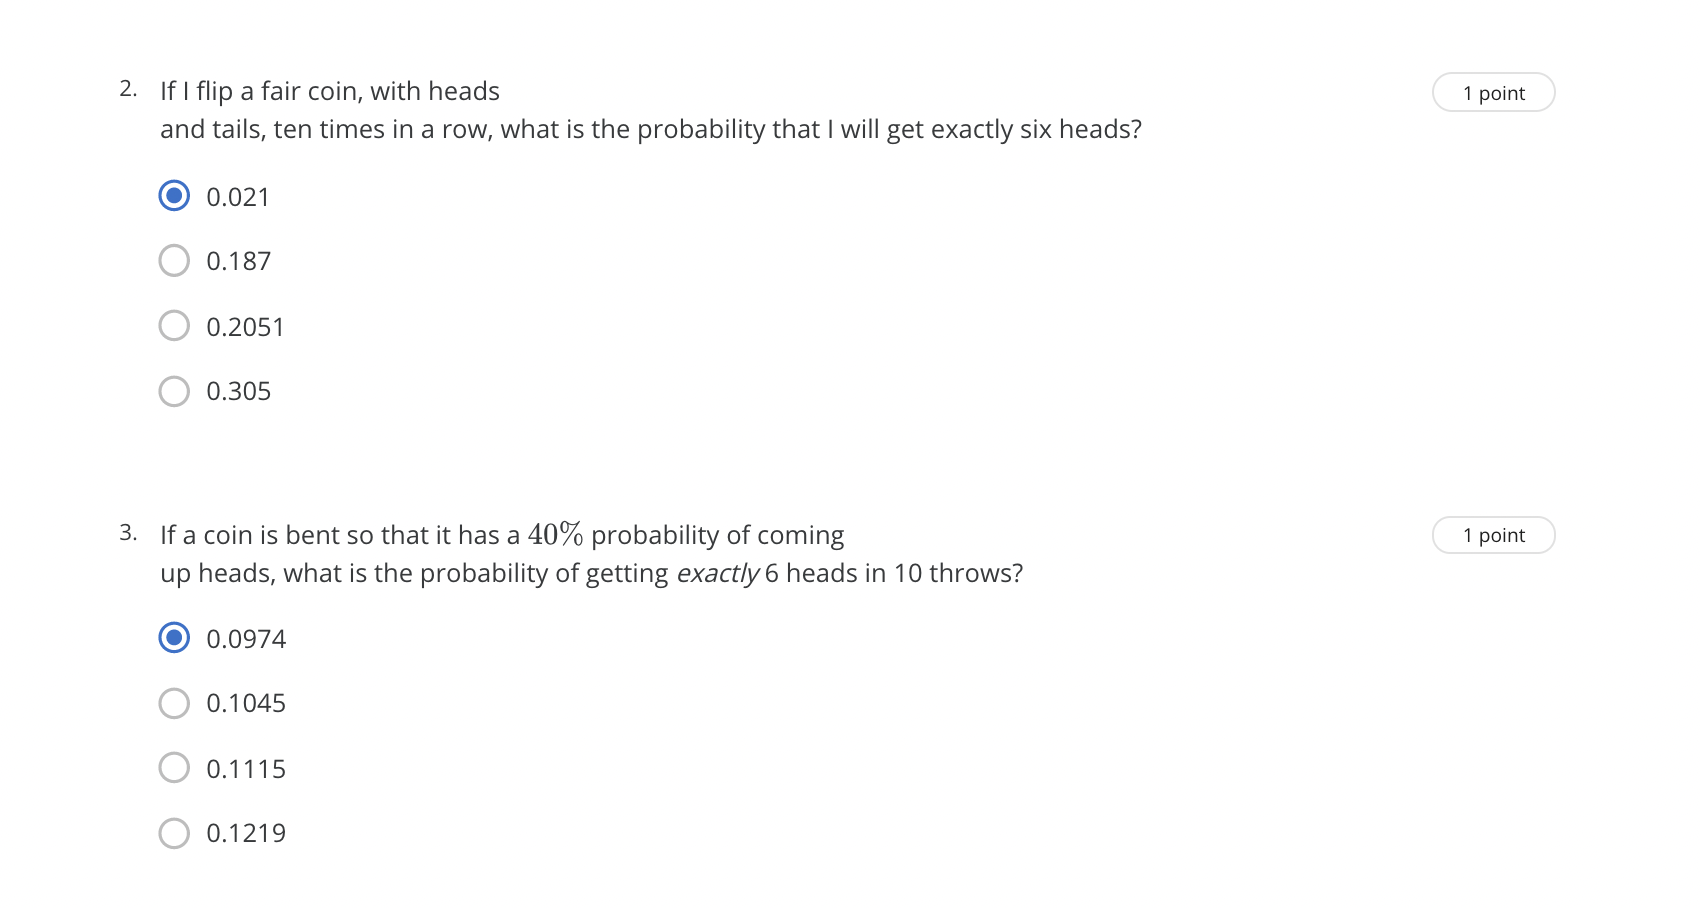 2. If I flip a fair coin, with heads 1 point
and tails, ten times in a row, what is the probability that I will get exactly six heads?
0.021
0.187
0.2051
0.305
3. If a coin is bent so that it has a 40% probability of coming 1 point
up heads, what is the probability of getting exactly 6 heads in 10 throws?
0.0974
0.1045
0.1115
0.1219